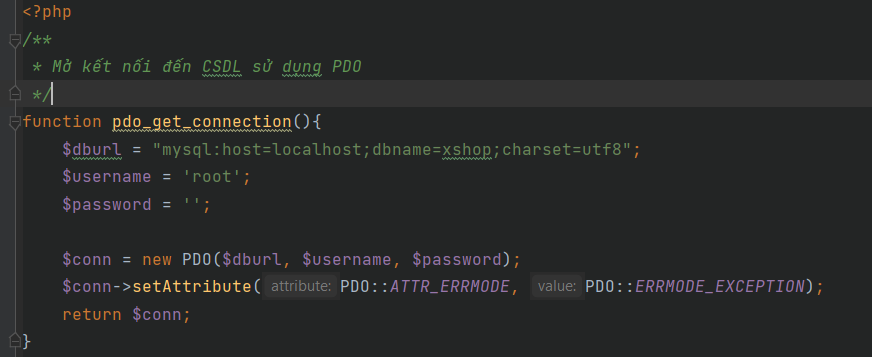 <?php
/**
 * Mở kết nối đến CSDL sử dụng PDO
 */
function pdo_get_connection(){
    $dburl = "mysql:host=localhost;dbname=xshop;charset=utf8";
    $username = 'root';
    $password = '';

    $conn = new PDO($dburl, $username, $password);
    $conn->setAttribute( attribute: PDO::ATTR_ERRMODE, value: PDO::ERRMODE_EXCEPTION);
    return $conn;
}